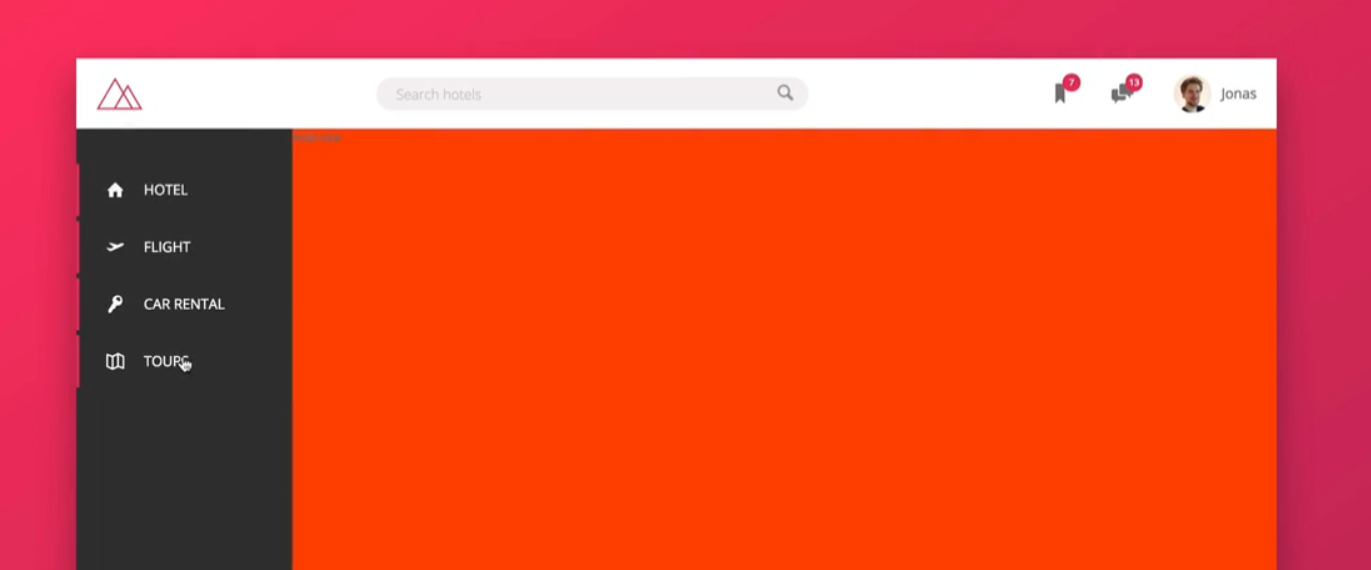 Search hotels
7
13
Jonas
HOTEL
FLIGHT
CAR RENTAL
TOURS